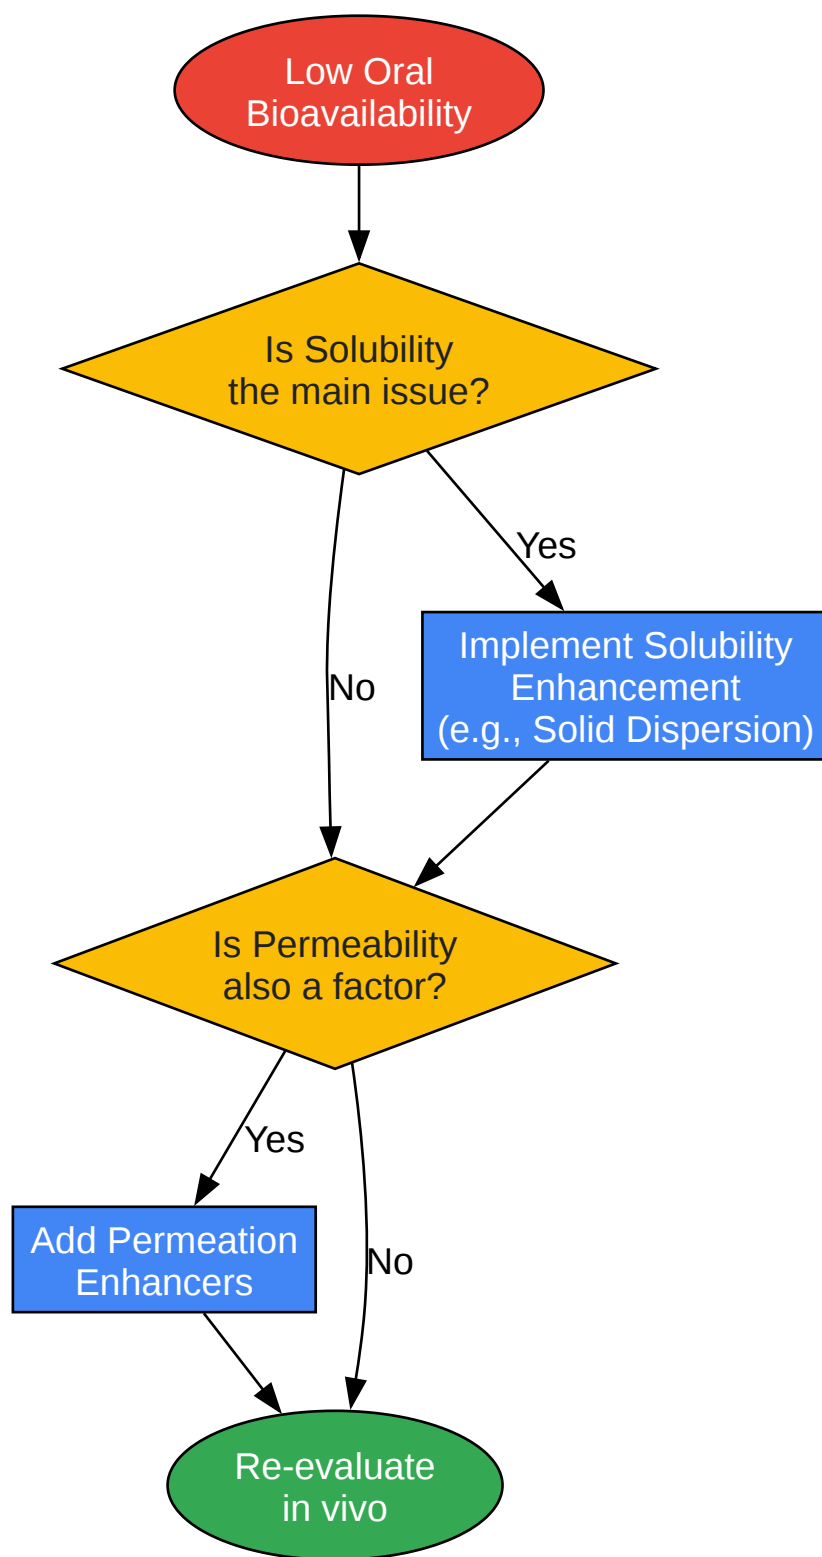 Low Oral
Bioavailability
Is Solubility
the main issue?
Yes
Implement Solubility
Enhancement
(e.g., Solid Dispersion)
No
Is Permeability
also a factor?
Yes
Add Permeation
Enhancers
No
Re-evaluate
in vivo